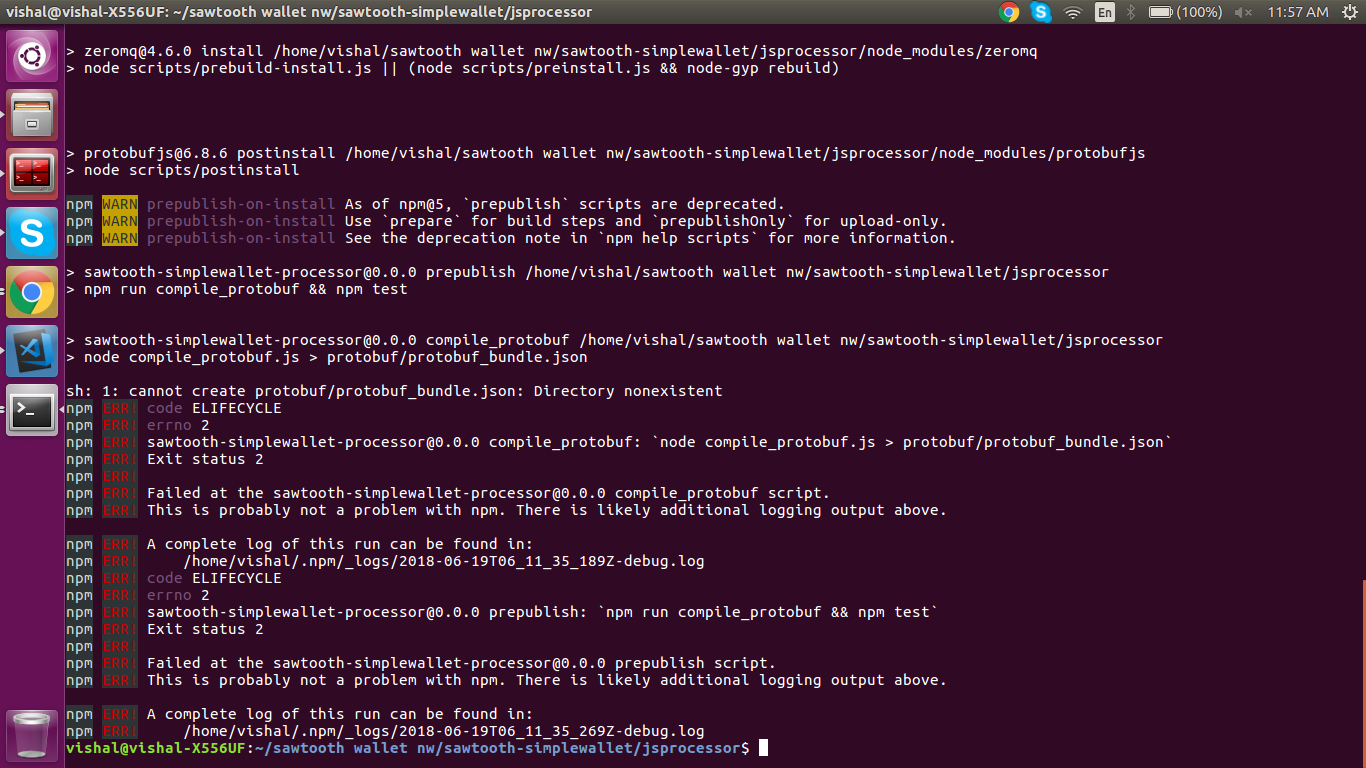 vishal@vishal-X556UF: ~/sawtooth wallet nw/sawtooth-simplewallet/jsprocessor
En (100%) 11:57 AM
> zeromq@4.6.0 install /home/vishal/sawtooth wallet nw/sawtooth-simplewallet/jsprocessor/node_modules/zeromq
> node scripts/prebuild-install.js || (node scripts/preinstall.js && node-gyp rebuild)
> protobufjs@6.8.6 postinstall /home/vishal/sawtooth wallet nw/sawtooth-simplewallet/jsprocessor/node_modules/protobufjs
> node scripts/postinstall
npm WARN prepublish-on-install As of npm@5, `prepublish` scripts are deprecated.
npm WARN prepublish-on-install Use `prepare` for build steps and `prepublishOnly` for upload-only.
npm WARN prepublish-on-install See the deprecation note in `npm help scripts` for more information.
> sawtooth-simplewallet-processor@0.0.0 prepublish /home/vishal/sawtooth wallet nw/sawtooth-simplewallet/jsprocessor
> npm run compile_protobuf && npm test
> sawtooth-simplewallet-processor@0.0.0 compile_protobuf /home/vishal/sawtooth wallet nw/sawtooth-simplewallet/jsprocessor
> node compile_protobuf.js > protobuf/protobuf_bundle.json
sh: 1: cannot create protobuf/protobuf_bundle.json: Directory nonexistent
npm ERR! code ELIFECYCLE
npm ERR! errno 2
npm ERR! sawtooth-simplewallet-processor@0.0.0 compile_protobuf: `node compile_protobuf.js > protobuf/protobuf_bundle.json`
npm ERR! Exit status 2
npm ERR!
npm ERR! Failed at the sawtooth-simplewallet-processor@0.0.0 compile_protobuf script.
npm ERR! This is probably not a problem with npm. There is likely additional logging output above.
npm ERR! A complete log of this run can be found in:
npm ERR!     /home/vishal/.npm/_logs/2018-06-19T06_11_35_189Z-debug.log
npm ERR! code ELIFECYCLE
npm ERR! errno 2
npm ERR! sawtooth-simplewallet-processor@0.0.0 prepublish: `npm run compile_protobuf && npm test`
npm ERR! Exit status 2
npm ERR!
npm ERR! Failed at the sawtooth-simplewallet-processor@0.0.0 prepublish script.
npm ERR! This is probably not a problem with npm. There is likely additional logging output above.
npm ERR! A complete log of this run can be found in:
npm ERR!     /home/vishal/.npm/_logs/2018-06-19T06_11_35_269Z-debug.log
vishal@vishal-X556UF:~/sawtooth wallet nw/sawtooth-simplewallet/jsprocessor$